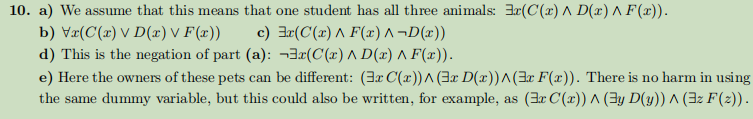 10. a) We assume that this means that one student has all three animals: ∃x(C(x) ∧ D(x) ∧ F(x)).
b) ∀x(C(x) ∨ D(x) ∨ F(x)) c) ∃x(C(x) ∧ F(x) ∧ ¬D(x))
d) This is the negation of part (a): ¬∃x(C(x) ∧ D(x) ∧ F(x)).
e) Here the owners of these pets can be different: (∃x C(x)) ∧ (∃x D(x)) ∧ (∃x F(x)). There is no harm in using
the same dummy variable, but this could also be written, for example, as (∃x C(x)) ∧ (∃y D(y)) ∧ (∃z F(z)).